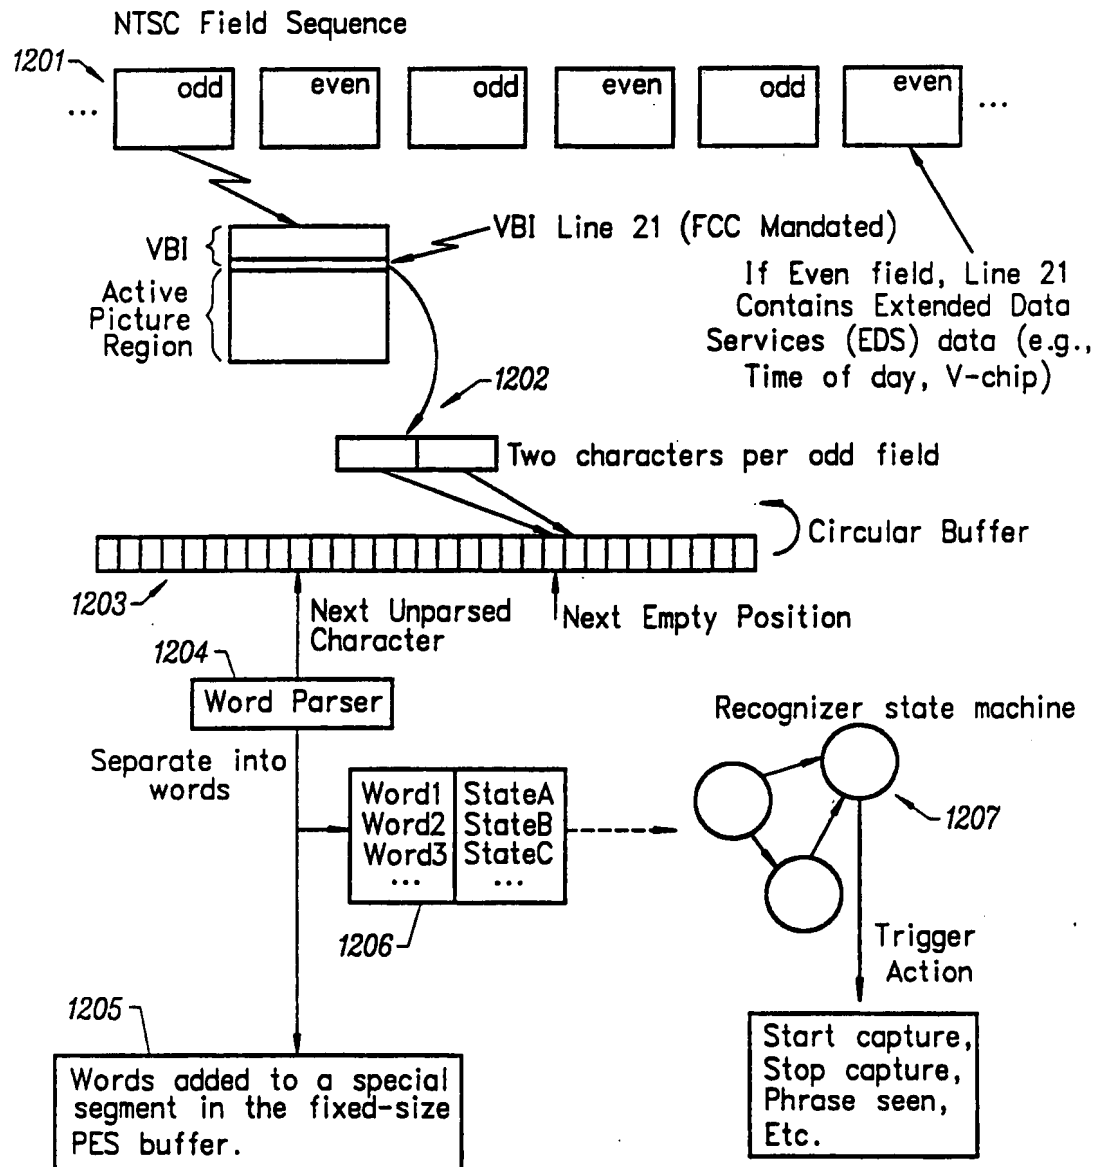 NTSC Field Sequence
1201
... odd even odd even odd even ...
VBI
VBI Line 21 (FCC Mandated)
Active
Picture
Region
If Even field, Line 21
Contains Extended Data
Services (EDS) data (e.g.,
Time of day, V-chip)
1202
Two characters per odd field
Circular Buffer
1203
Next Unparsed
Character
Next Empty Position
1204
Word Parser
Separate into
words
Recognizer state machine
Word1 StateA
Word2 StateB
Word3 StateC
... ...
1206
1207
Trigger
Action
1205
Words added to a special
segment in the fixed-size
PES buffer.
Start capture,
Stop capture,
Phrase seen,
Etc.